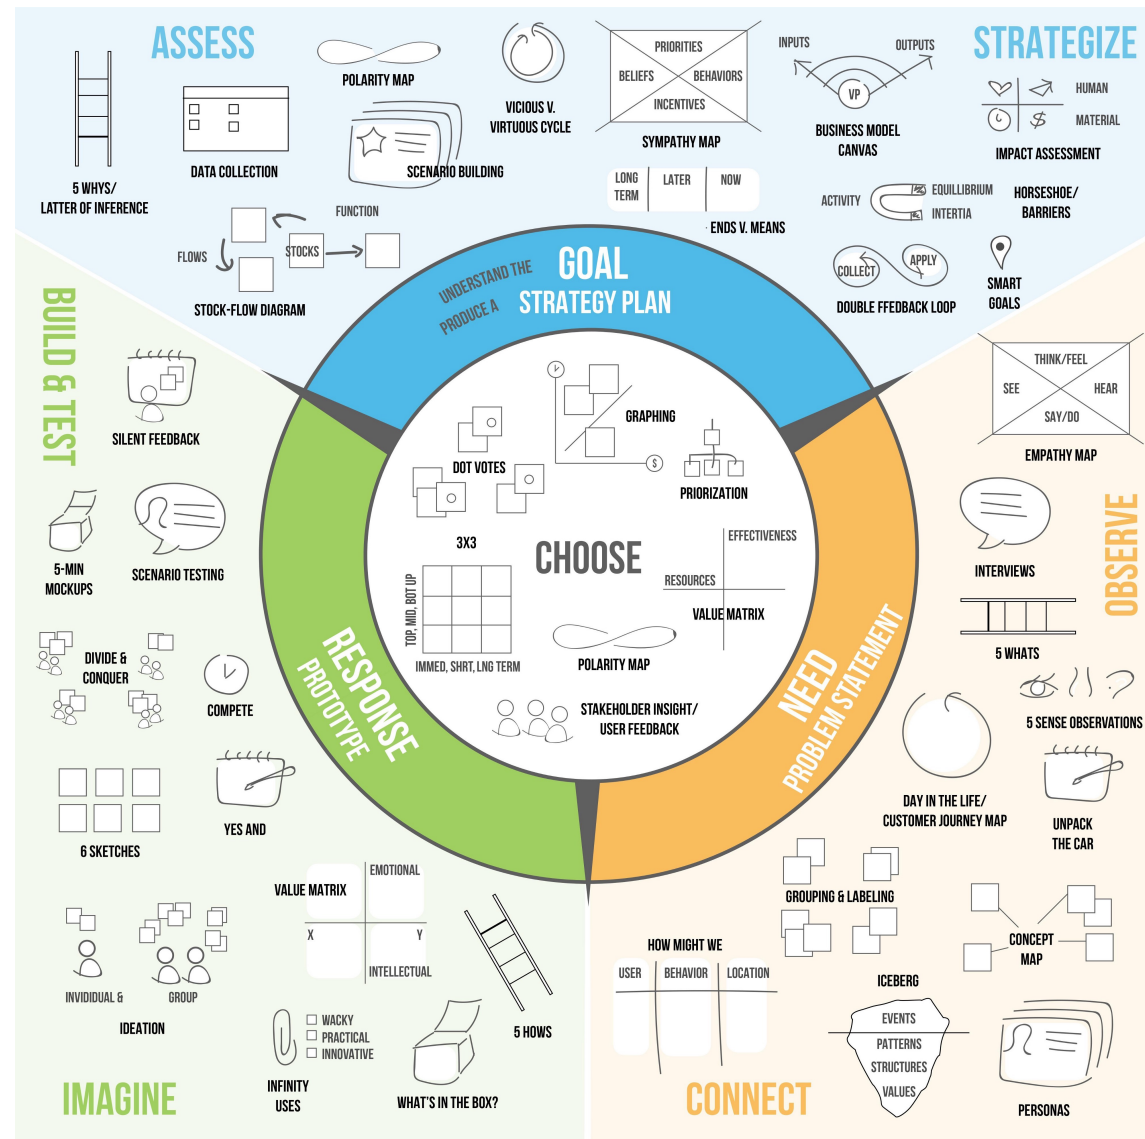 ASSESS
STRATEGIZE
POLARITY MAP
5 WHYS/
LATTER OF INFERENCE
DATA COLLECTION
SCENARIO BUILDING
VICIOUS V.
VIRTUOUS CYCLE
PRIORITIES
BELIEFS
BEHAVIORS
INCENTIVES
SYMPATHY MAP
INPUTS
OUTPUTS
VP
BUSINESS MODEL
CANVAS
HUMAN
$
MATERIAL
IMPACT ASSESSMENT
LONG
TERM
LATER
NOW
ENDS V. MEANS
ACTIVITY
EQUILLIBRIUM
INTERTIA
HORSESHOE/
BARRIERS
FUNCTION
FLOWS
STOCKS
STOCK-FLOW DIAGRAM
COLLECT
APPLY
DOUBLE FFEDBACK LOOP
SMART
GOALS
UNDERSTAND THE
GOAL
PRODUCE A
STRATEGY PLAN
BUILD & TEST
SILENT FEEDBACK
5-MIN
MOCKUPS
SCENARIO TESTING
DIVIDE &
CONQUER
COMPETE
6 SKETCHES
YES AND
GRAPHING
$
DOT VOTES
PRIORIZATION
3X3
TOP, MID, BOT UP
IMMED, SHRT, LNG TERM
CHOOSE
EFFECTIVENESS
RESOURCES
VALUE MATRIX
POLARITY MAP
STAKEHOLDER INSIGHT/
USER FEEDBACK
RESPONSE
PROTOTYPE
NEED
PROBLEM STATEMENT
THINK/FEEL
SEE
HEAR
SAY/DO
EMPATHY MAP
OBSERVE
INTERVIEWS
5 WHATS
5 SENSE OBSERVATIONS
DAY IN THE LIFE/
CUSTOMER JOURNEY MAP
UNPACK
THE CAR
VALUE MATRIX
EMOTIONAL
X
Y
INTELLECTUAL
INVIDIDUAL &
GROUP
IDEATION
5 HOWS
WACKY
PRACTICAL
INNOVATIVE
INFINITY
USES
WHAT'S IN THE BOX?
IMAGINE
GROUPING & LABELING
CONCEPT
MAP
HOW MIGHT WE
USER
BEHAVIOR
LOCATION
ICEBERG
EVENTS
PATTERNS
STRUCTURES
VALUES
PERSONAS
CONNECT